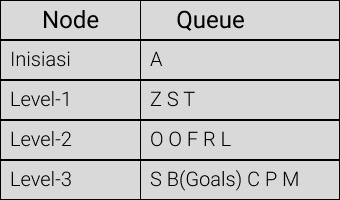 Node Queue
Inisiasi A
Level-1 Z S T
Level-2 O O F R L
Level-3 S B(Goals) C P M